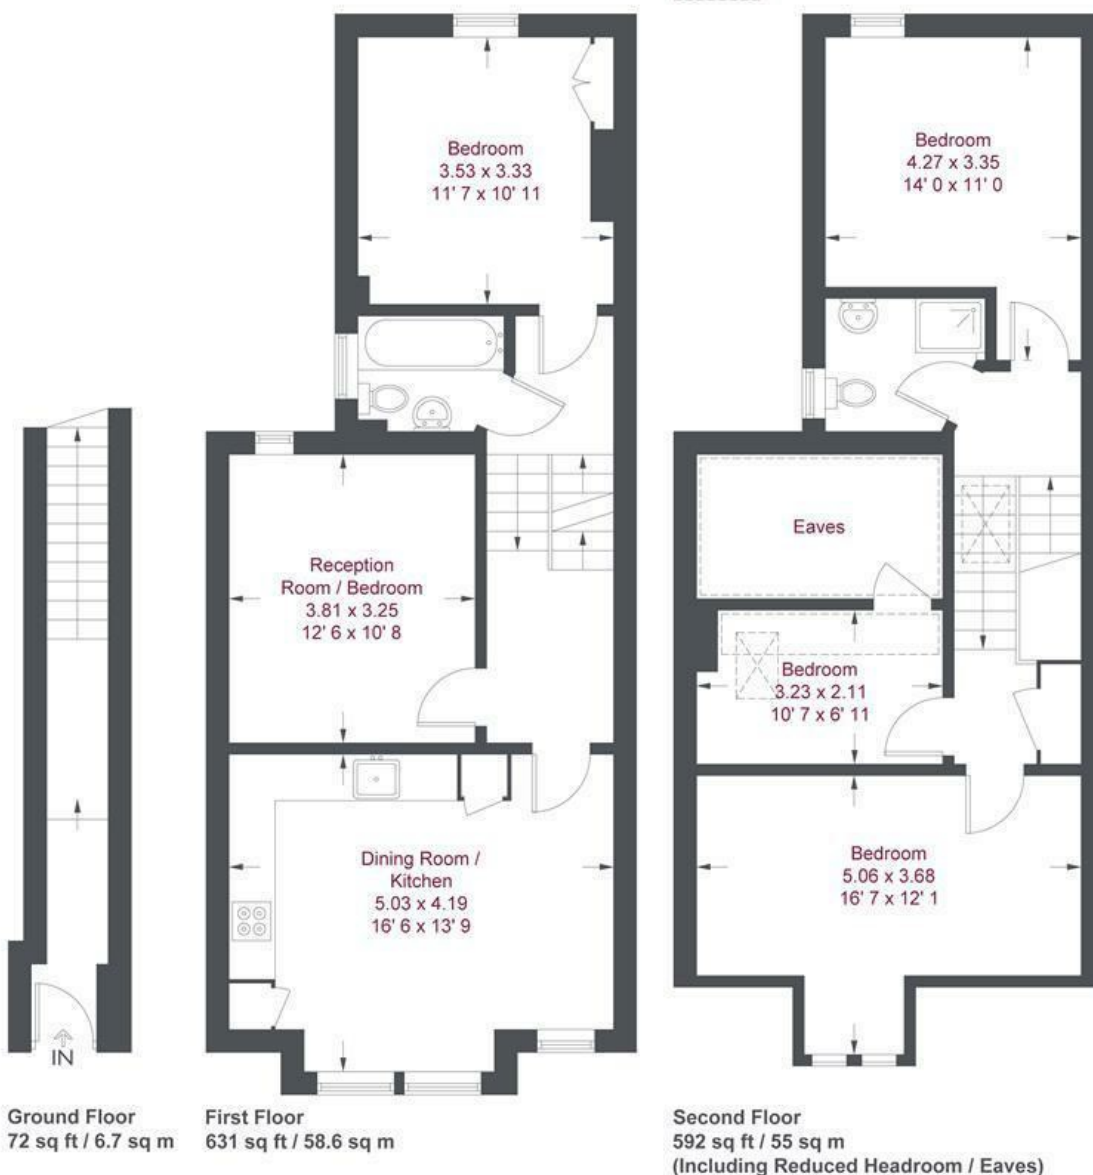 Bedroom
3.53 x 3.33
11' 7 x 10' 11
Reception
Room / Bedroom
3.81 x 3.25
12' 6 x 10' 8
Dining Room /
Kitchen
5.03 x 4.19
16' 6 x 13' 9
IN
Bedroom
4.27 x 3.35
14' 0 x 11' 0
Eaves
Bedroom
3.23 x 2.11
10' 7 x 6' 11
Bedroom
5.06 x 3.68
16' 7 x 12' 1
Ground Floor
72 sq ft / 6.7 sq m
First Floor
631 sq ft / 58.6 sq m
Second Floor
592 sq ft / 55 sq m
(Including Reduced Headroom / Eaves)